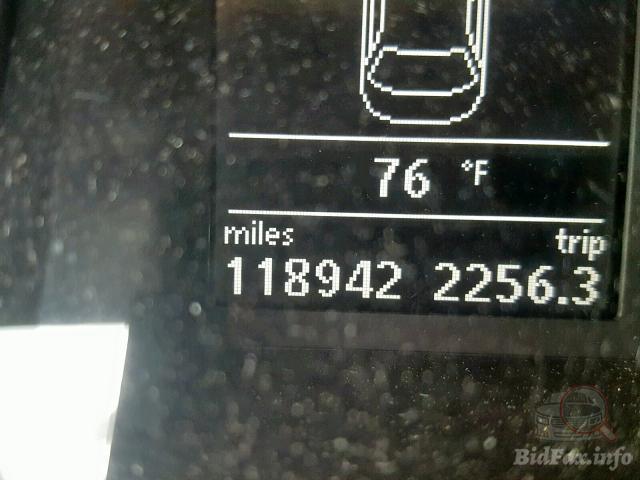 76 °F
miles trip
118942 2256.3
BidFax.info